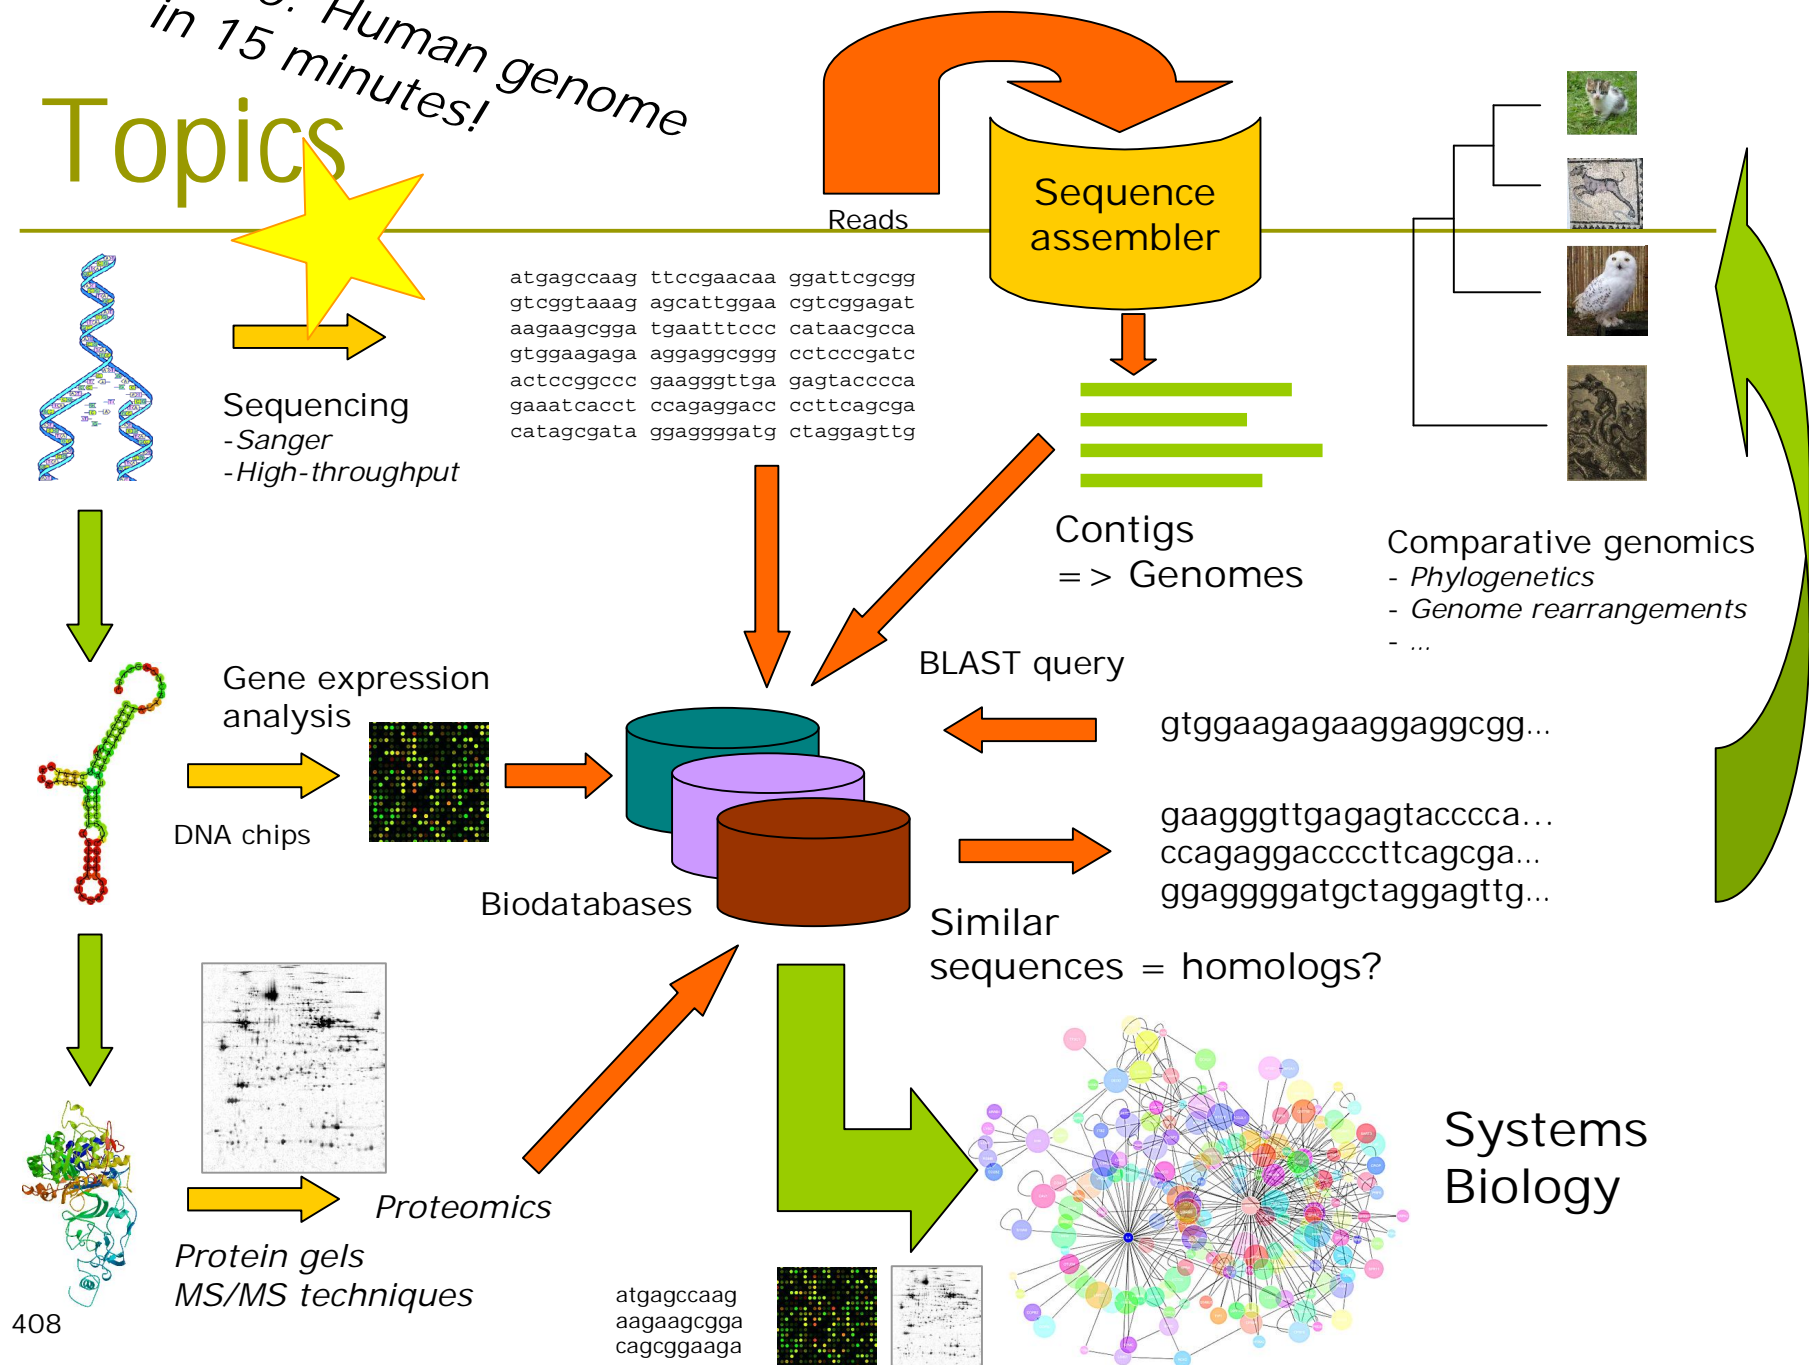 Human genome
in 15 minutes!
Topics
Reads
Sequence
assembler
atgagccaag ttccgaacaa ggattcgcgg
gtcggtaaag agcattggaa cgtcggagat
aagaagcgga tgaatttccc cataacgcca
gtggaagaga aggaggcggg cctcccgatc
actccggccc gaagggttga gagtacccca
gaaatcacct ccagaggacc ccttcagcga
catagcgata ggaggggatg ctaggagttg
Sequencing
-Sanger
-High-throughput
Contigs
=> Genomes
Comparative genomics
- Phylogenetics
- Genome rearrangements
- ...
Gene expression
analysis
DNA chips
BLAST query
gtggaagagaaggaggcgg...
gaagggttgagagtacccca...
ccagaggaccccttcagcga...
ggaggggatgctaggagttg...
Biodatabases
Similar
sequences = homologs?
Systems
Biology
Proteomics
Protein gels
MS/MS techniques
atgagccaag
aagaagcgga
cagcggaaga
408